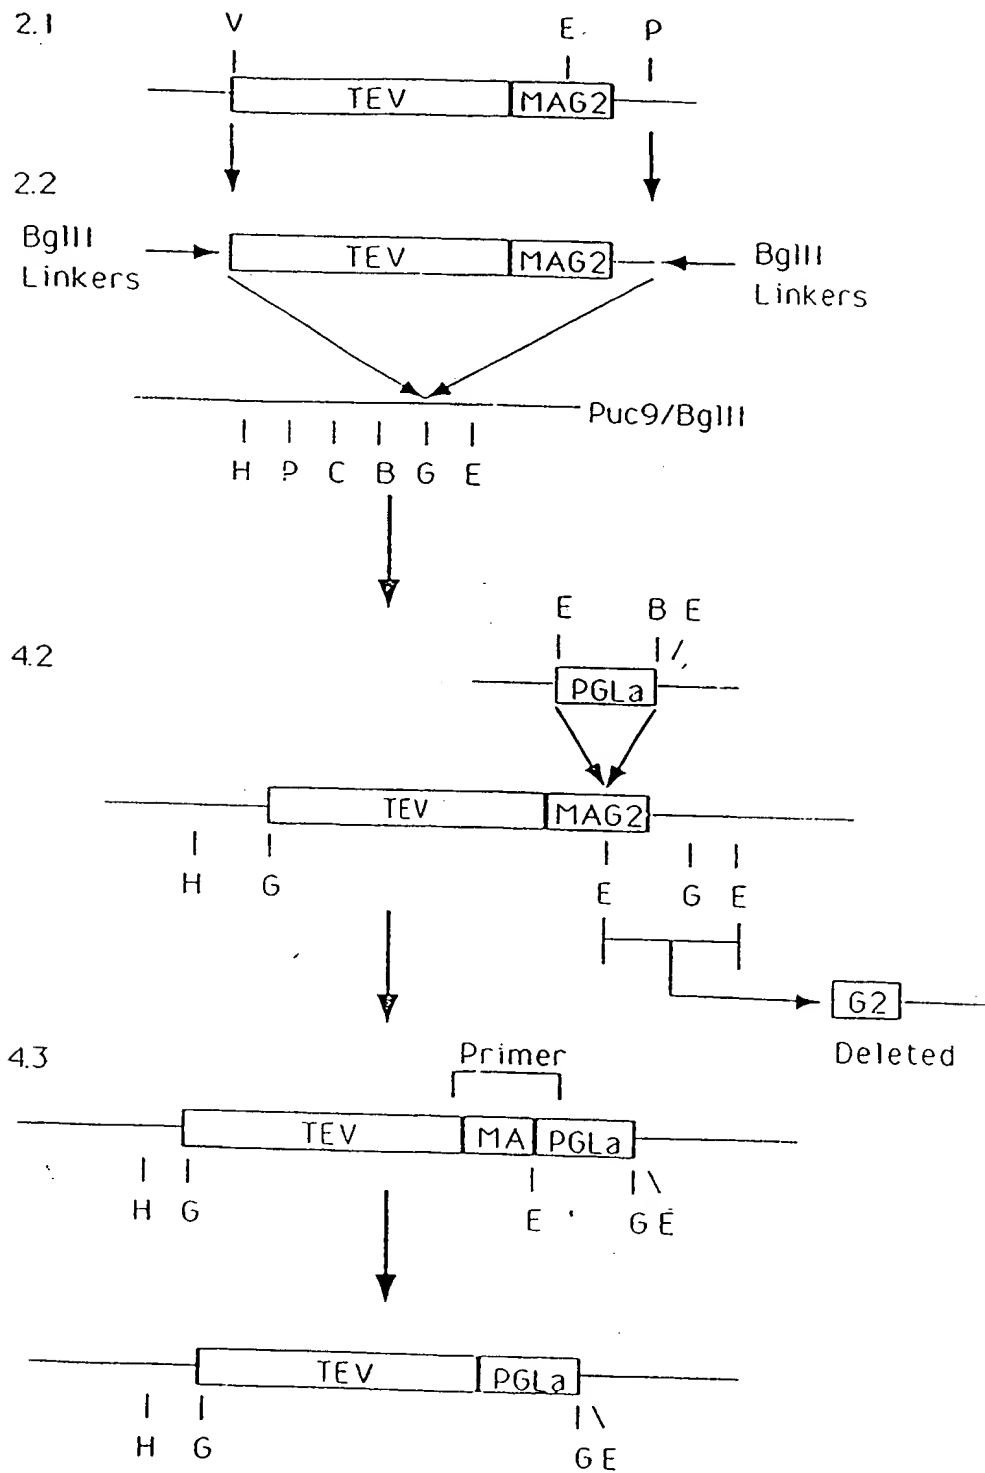 2.1
V E P
TEV MAG2
2.2
BglII
Linkers
TEV MAG2
BglII
Linkers
Puc9/BglII
H P C B G E
E B E
4.2
PGLa
TEV MAG2
H G E G E
G2
Deleted
4.3
Primer
TEV MA PGLa
H G E G E
TEV PGLa
H G G E